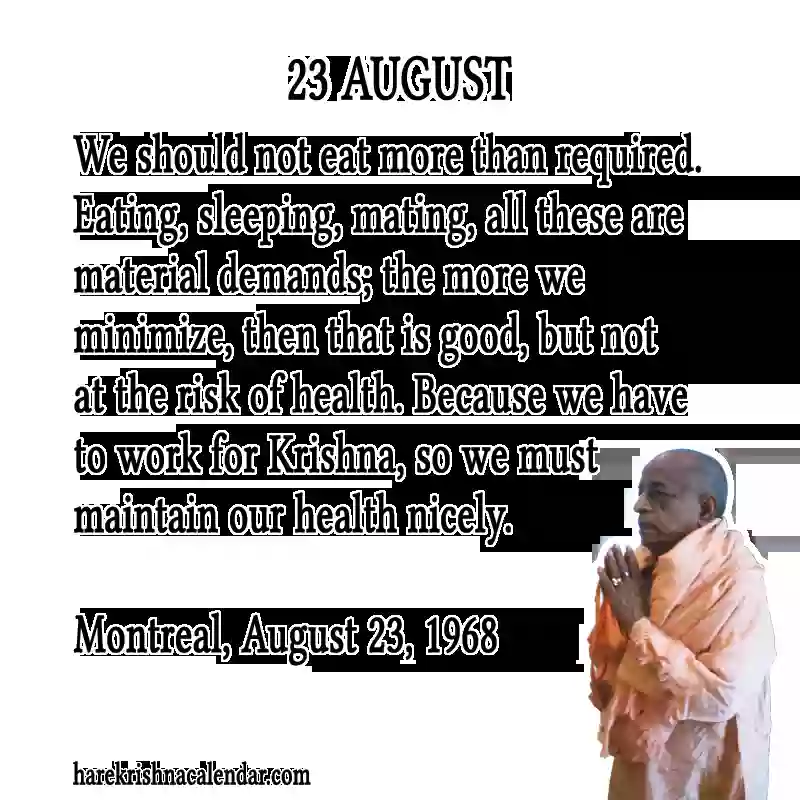 23 AUGUST
We should not eat more than required.
Eating, sleeping, mating, all these are
material demands; the more we
minimize, then that is good, but not
at the risk of health. Because we have
to work for Krishna, so we must
maintain our health nicely.
Montreal, August 23, 1968
harekrishnacalendar.com